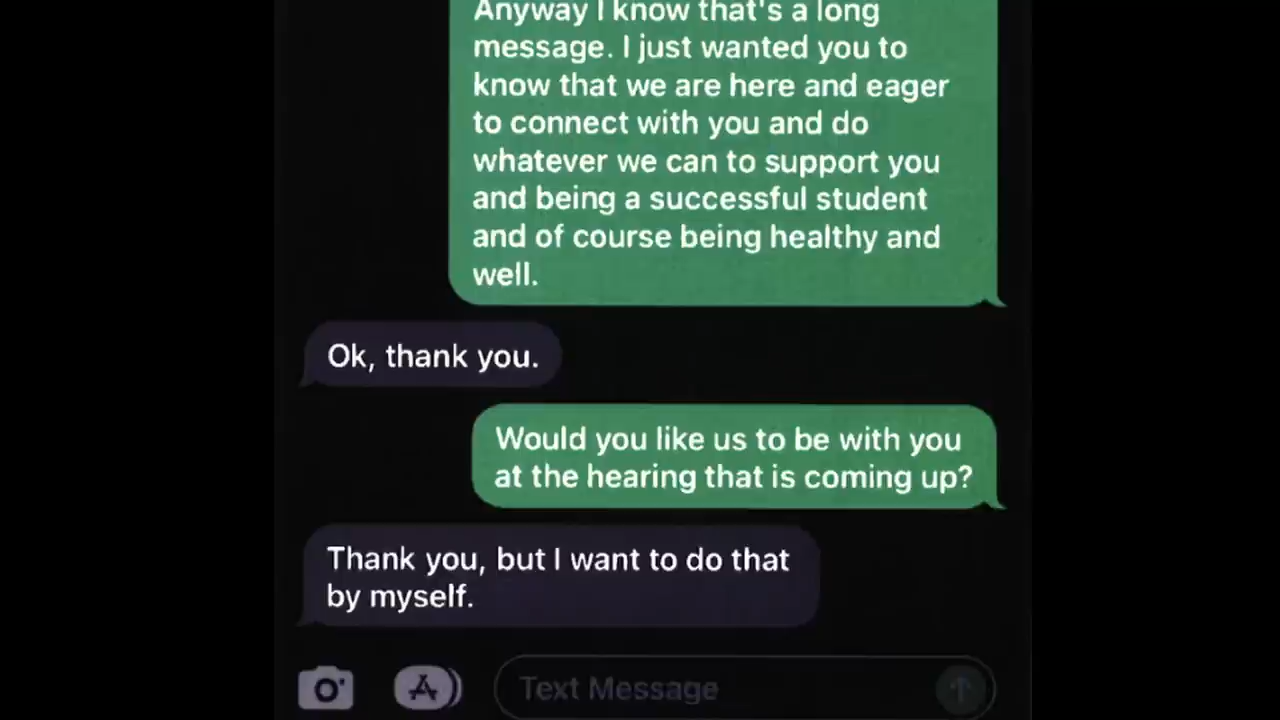 Anyway I know that's a long
message. I just wanted you to
know that we are here and eager
to connect with you and do
whatever we can to support you
and being a successful student
and of course being healthy and
well.
Ok, thank you.
Would you like us to be with you
at the hearing that is coming up?
Thank you, but I want to do that
by myself.
Text Message